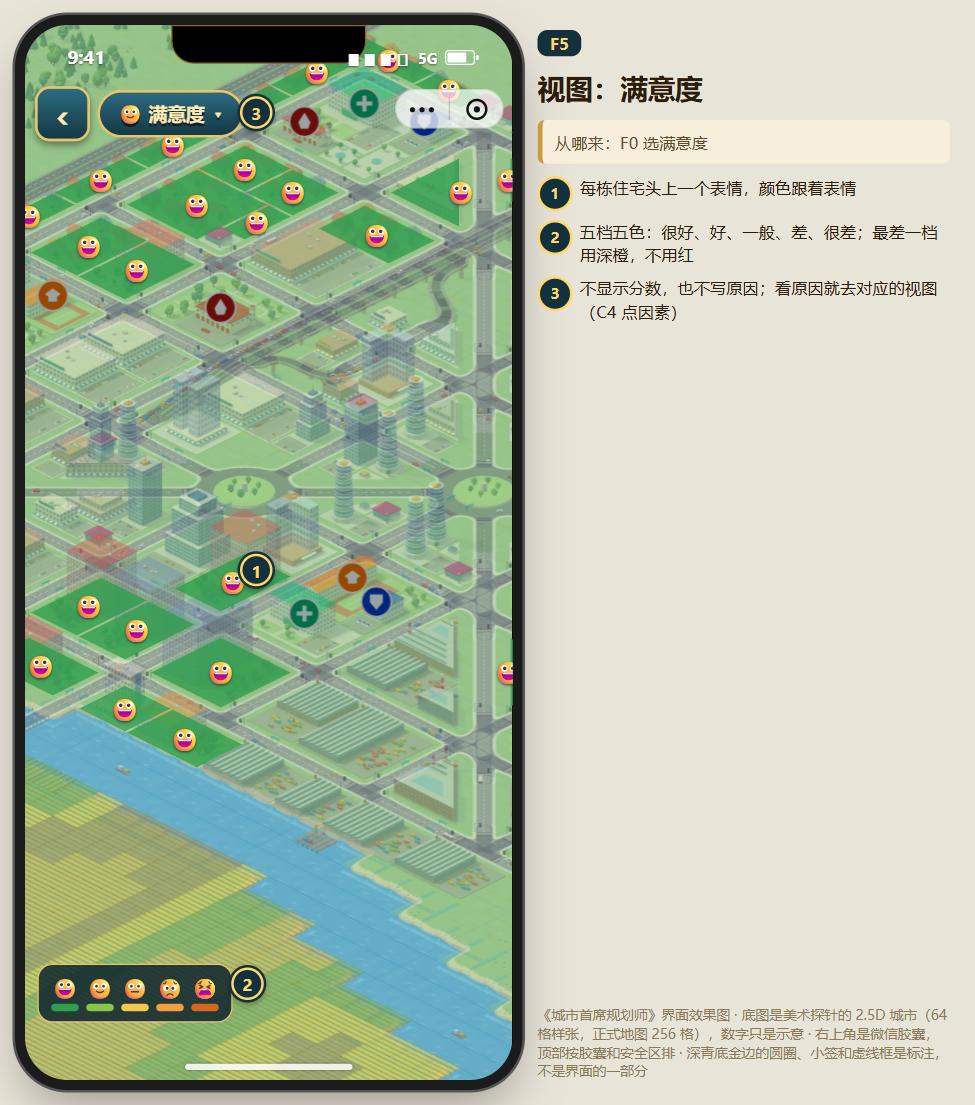 9:41
5G
满意度
3
F5
视图：满意度
从哪来：F0 选满意度
1
每栋住宅头上一个表情，颜色跟着表情
2
五档五色：很好、好、一般、差、很差；最差一档
用深橙，不用红
3
不显示分数，也不写原因；看原因就去对应的视图
（C4 点因素）
1
2
《城市首席规划师》界面效果图 · 底图是美术探针的 2.5D 城市（64
格样张，正式地图 256 格），数字只是示意 · 右上角是微信胶囊，
顶部按胶囊和安全区排 · 深青底金边的圆圈、小签和虚线框是标注，
不是界面的一部分